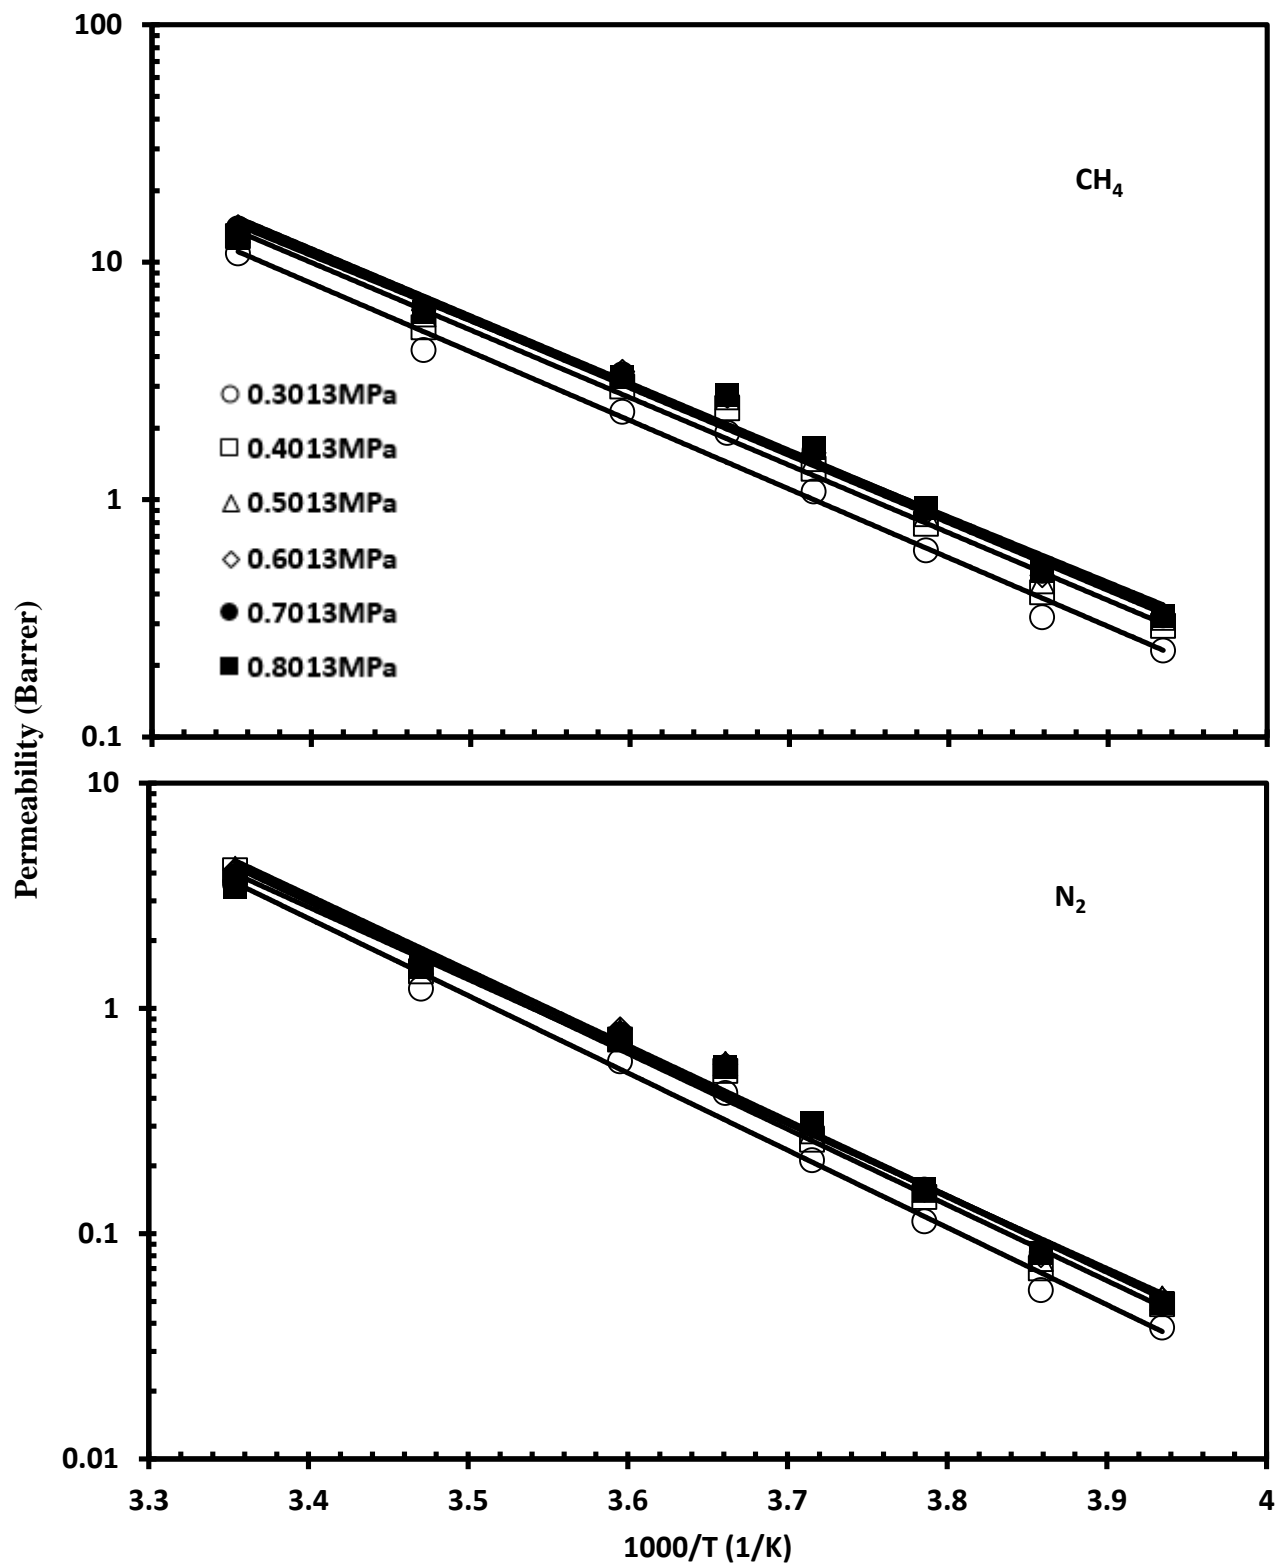 100
CH4
10
0.3013MPa
0.4013MPa
1
0.5013MPa
0.6013MPa
0.7013MPa
0.8013MPa
0.1
Permeability (Barrer)
10
N2
1
0.1
0.01
3.3 3.4 3.5 3.6 3.7 3.8 3.9 4
1000/T (1/K)